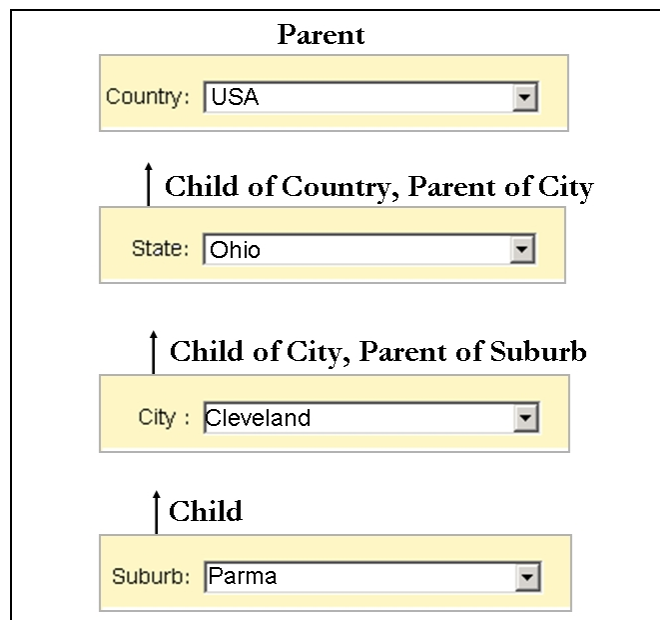 Parent
Country: USA
Child of Country, Parent of City
State: Ohio
Child of City, Parent of Suburb
City : Cleveland
Child
Suburb: Parma